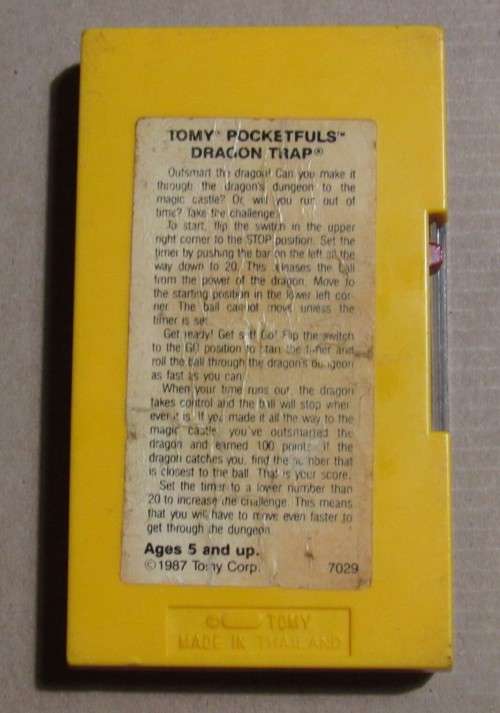 TOMY® POCKETFULS™
DRAGON TRAP®
Outsmart the dragon! Can you make it
through the dragon's dungeon to the
magic castle? Or, will you run out of
time? Take the challenge.
To start, flip the switch in the upper
right corner to the STOP position. Set the
timer by pushing the bar on the left all the
way down to 20. This releases the ball
from the power of the dragon. Move to
the starting position in the lower left cor-
ner. The ball cannot move unless the
timer is set.
Get ready! Get set! Go! Flip the switch
to the GO position to start the timer and
roll the ball through the dragon's dungeon
as fast as you can.
When your time runs out, the dragon
takes control and the ball will stop wher-
ever it is. If you made it all the way to the
magic castle, you've outsmarted the
dragon and earned 100 points. If the
dragon catches you, find the number that
is closest to the ball. That is your score.
Set the timer to a lower number than
20 to increase the challenge. This means
that you will have to move even faster to
get through the dungeon.
Ages 5 and up.
©1987 Tomy Corp. 7029
© TOMY
MADE IN THAILAND